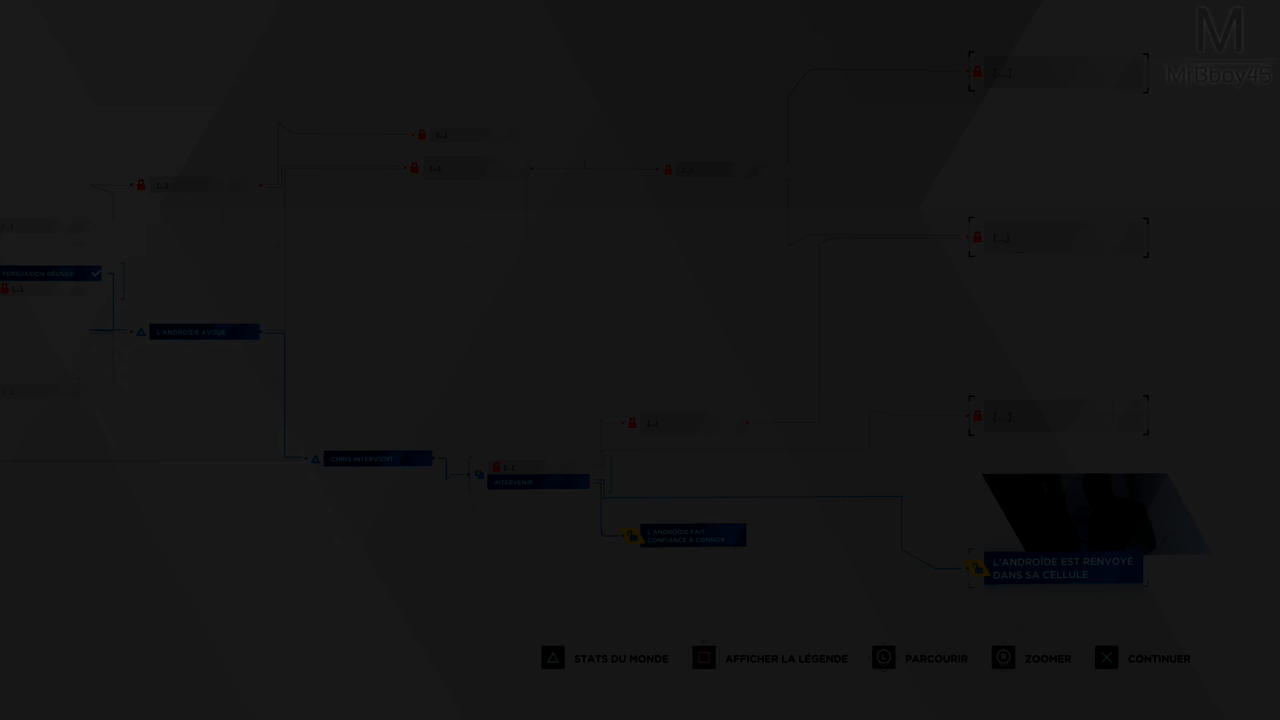 M
MrBboy45
[...]
[...]
[...]
[...]
[...]
[...]
[...]
PERSUASION RÉUSSIE
[...]
L'ANDROÏDE AVOUE
[...]
[...]
[...]
CHRIS INTERVIENT
[...]
INTERVENIR
L'ANDROÏDE FAIT
CONFIANCE À CONNOR
L'ANDROÏDE EST RENVOYÉ
DANS SA CELLULE
STATS DU MONDE
AFFICHER LA LÉGENDE
L
PARCOURIR
R
ZOOMER
CONTINUER